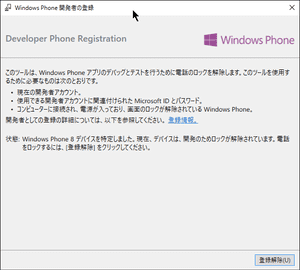 Windows Phone 開発者の登録
Developer Phone Registration
Windows Phone
このツールは、Windows Phone アプリのデバッグとテストを行うために電話のロックを解除します。このツールを使用するために必要なものは次のとおりです。
• 現在の開発者アカウント。
• 使用できる開発者アカウントに関連付けられた Microsoft ID とパスワード。
• コンピューターに接続され、電源が入っており、画面のロックが解除されている Windows Phone。
開発者としての登録の詳細については、以下を参照してください。登録情報。
状態: Windows Phone 8 デバイスを特定しました。現在、デバイスは、開発のためロックが解除されています。電話をロックするには、[登録解除] をクリックしてください。
登録解除(U)